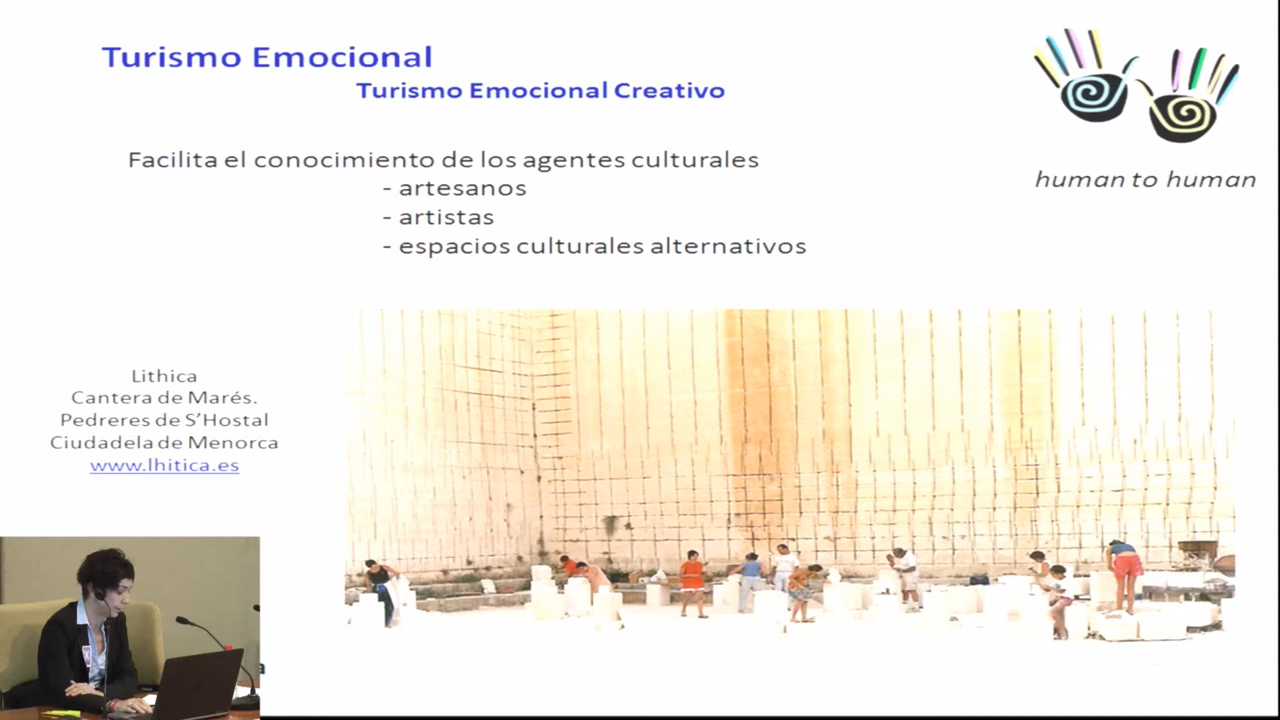 Turismo Emocional
Turismo Emocional Creativo
human to human
Facilita el conocimiento de los agentes culturales
- artesanos
- artistas
- espacios culturales alternativos
Lithica
Cantera de Marés.
Pedreres de S’Hostal
Ciudadela de Menorca
www.lhitica.es